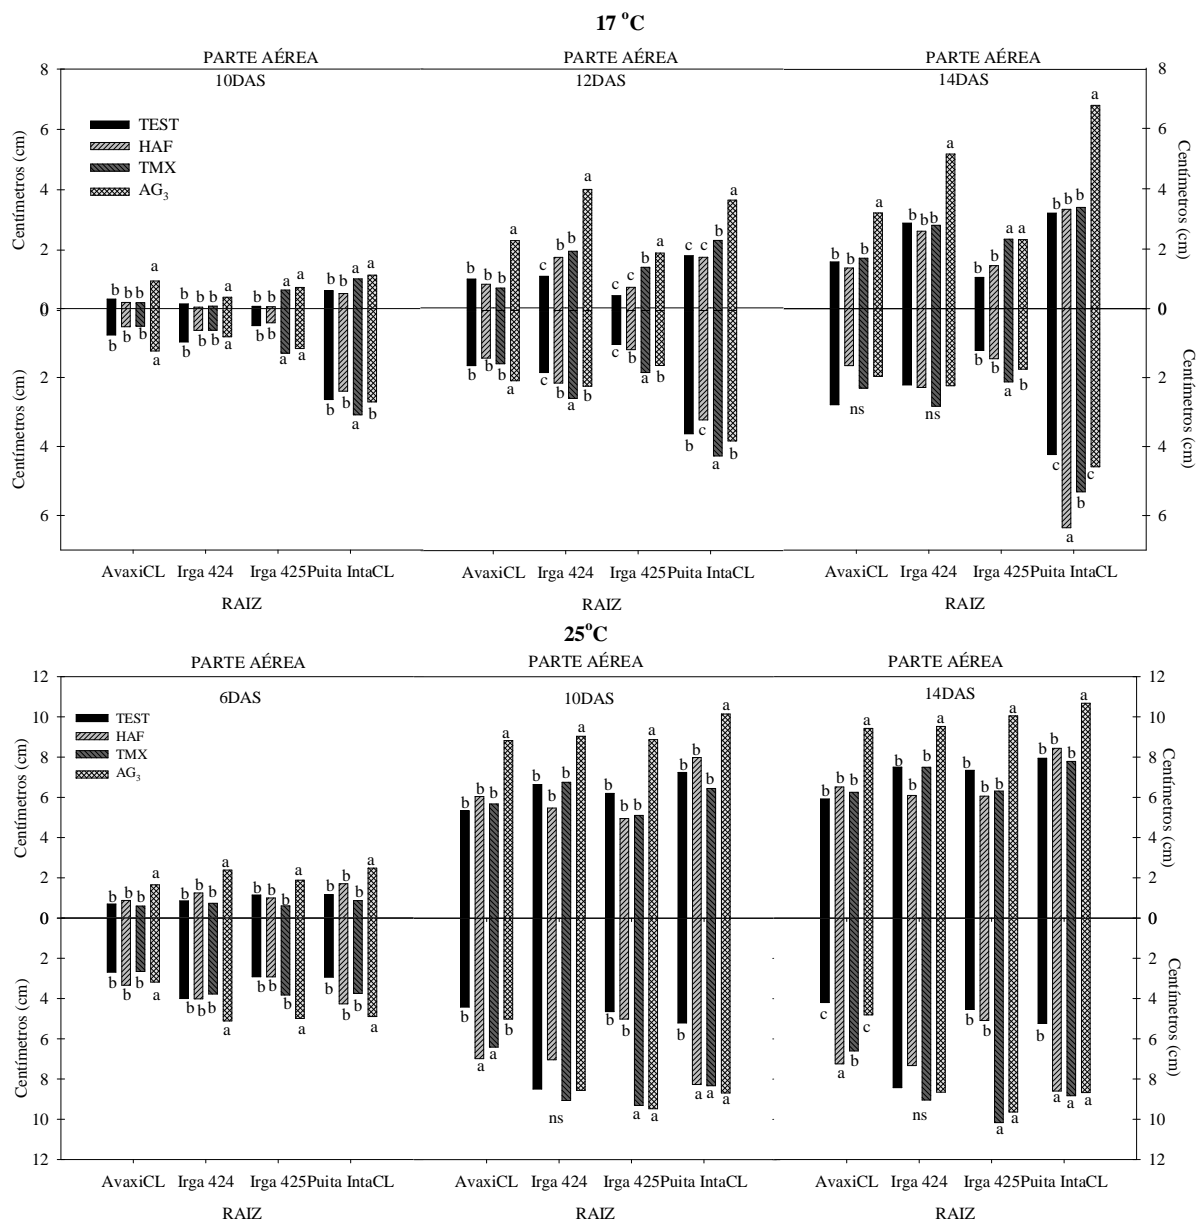 17 °C
PARTE AÉREA PARTE AÉREA PARTE AÉREA
10DAS 12DAS 14DAS
TEST
HAF
TMX
AG3
Centímetros (cm)
Centímetros (cm)
Centímetros (cm)
Centímetros (cm)
8 6 4 2 0 2 4 6
8 6 4 2 0 2 4 6
b b b a b b b a b b a a b b a a
b b b a b b b a b b a a b b a b
b b b a c b b a c c b a c c b a
b b b a c b a b c b a b b c a b
b b b a b b b a b b a a b b b a
ns ns b b a b c a b c
AvaxiCL Irga 424 Irga 425 Puita IntaCL
AvaxiCL Irga 424 Irga 425 Puita IntaCL
AvaxiCL Irga 424 Irga 425 Puita IntaCL
RAIZ RAIZ RAIZ
25°C
PARTE AÉREA PARTE AÉREA PARTE AÉREA
6DAS 10DAS 14DAS
TEST
HAF
TMX
AG3
Centímetros (cm)
Centímetros (cm)
Centímetros (cm)
Centímetros (cm)
12 10 8 6 4 2 0 2 4 6 8 10 12
12 10 8 6 4 2 0 2 4 6 8 10 12
b b b a b b b a b b b a b b b a
b b b a b b b a b b b a b b b a
b b b a b b b a b b b a b b b a
b a a b ns b b a a b a a a
b b b a b b b a b b b a b b b a
c a b c ns b b a a b a a a
AvaxiCL Irga 424 Irga 425 Puita IntaCL
AvaxiCL Irga 424 Irga 425 Puita IntaCL
AvaxiCL Irga 424 Irga 425 Puita IntaCL
RAIZ RAIZ RAIZ